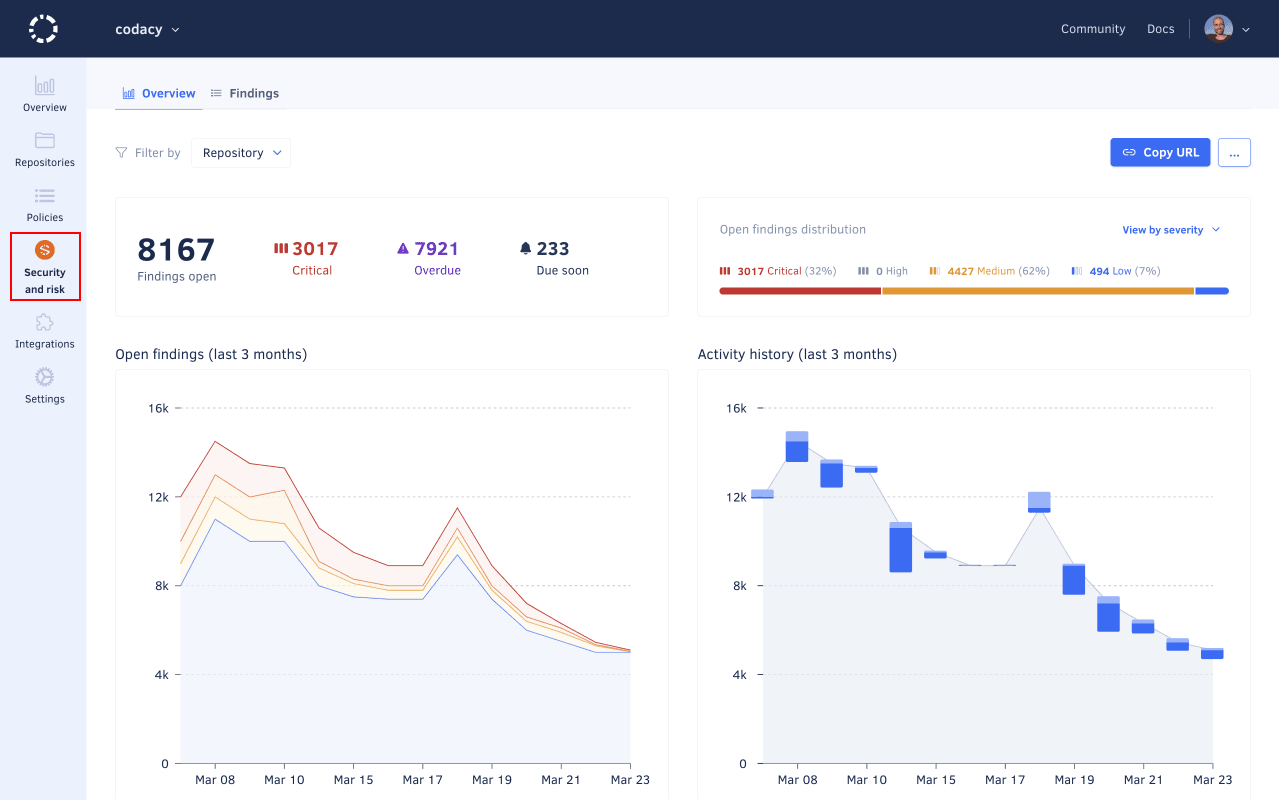 codacy
Community Docs
Overview
Repositories
Policies
Security
and risk
Integrations
Settings
Overview Findings
Filter by Repository
Copy URL ...
8167
Findings open
3017
Critical
7921
Overdue
233
Due soon
Open findings distribution
View by severity
3017 Critical (32%) 0 High 4427 Medium (62%) 494 Low (7%)
Open findings (last 3 months)
16k
12k
8k
4k
0
Mar 08 Mar 10 Mar 15 Mar 17 Mar 19 Mar 21 Mar 23
Activity history (last 3 months)
16k
12k
8k
4k
0
Mar 08 Mar 10 Mar 15 Mar 17 Mar 19 Mar 21 Mar 23